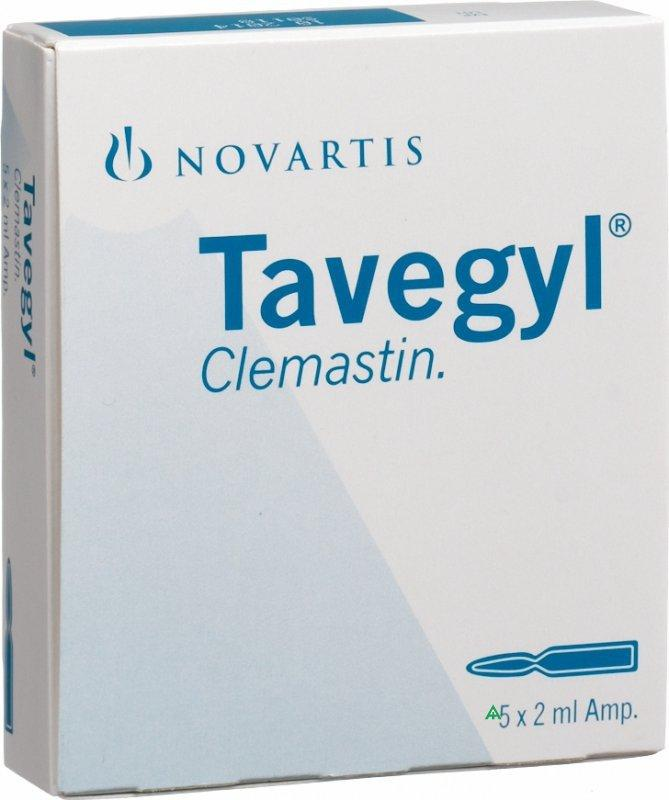 NOVARTIS
Tavegyl®
Clemastin.
5 x 2 ml Amp.
Tavegyl®
Clemastin.
5 x 2 ml Amp.